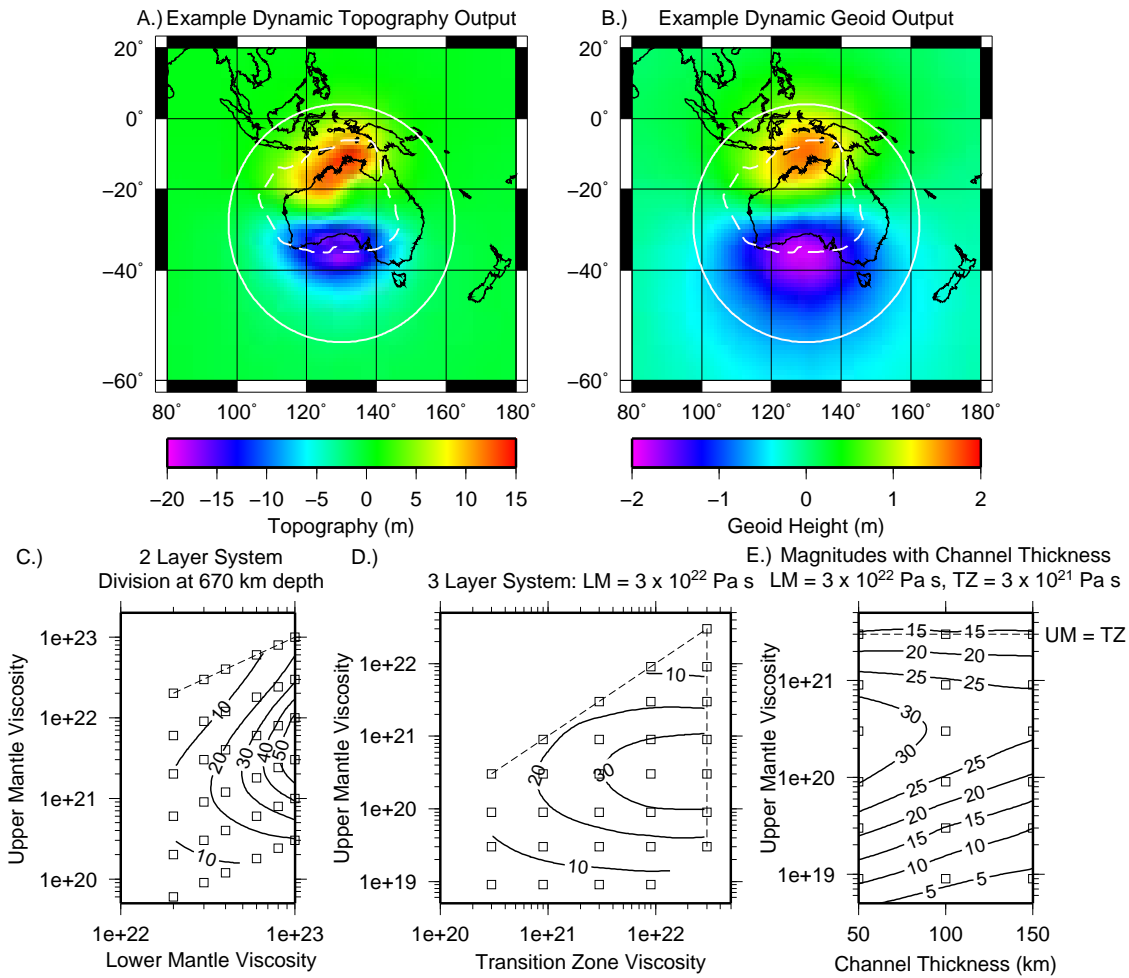 A.) Example Dynamic Topography Output
B.) Example Dynamic Geoid Output
20˚
0˚
−20˚
−40˚
−60˚
80˚ 100˚ 120˚ 140˚ 160˚ 180˚
20˚
0˚
−20˚
−40˚
−60˚
80˚ 100˚ 120˚ 140˚ 160˚ 180˚
−20 −15 −10 −5 0 5 10 15
Topography (m)
−2 −1 0 1 2
Geoid Height (m)
C.) 2 Layer System
Division at 670 km depth
1e+23
1e+22
1e+21
1e+20
Upper Mantle Viscosity
10
20
30
40
50
10
1e+22 1e+23
Lower Mantle Viscosity
D.)
3 Layer System: LM = 3 x 10²² Pa s
1e+22
1e+21
1e+20
1e+19
Upper Mantle Viscosity
10
20
30
10
1e+20 1e+21 1e+22
Transition Zone Viscosity
E.) Magnitudes with Channel Thickness
LM = 3 x 10²² Pa s, TZ = 3 x 10²¹ Pa s
1e+21
1e+20
1e+19
Upper Mantle Viscosity
15 15
UM = TZ
20 20
25 25
30
30
25 25
20 20
15 15
10 10
5 5
50 100 150
Channel Thickness (km)